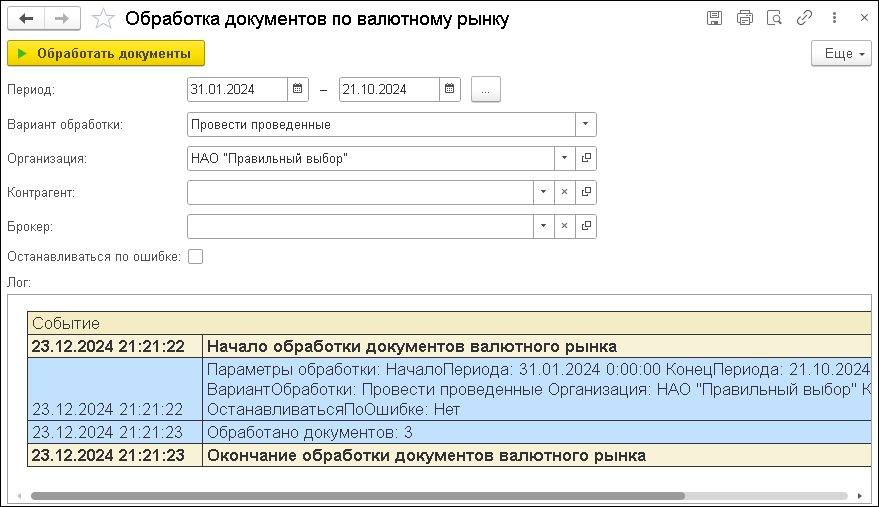 Обработка документов по валютному рынку
Обработать документы
Еще
Период: 31.01.2024 – 21.10.2024 ...
Вариант обработки: Провести проведенные
Организация: НАО "Правильный выбор"
Контрагент:
Брокер:
Останавливаться по ошибке:
Лог:
Событие
23.12.2024 21:21:22 Начало обработки документов валютного рынка
Параметры обработки: НачалоПериода: 31.01.2024 0:00:00 КонецПериода: 21.10.2024
ВариантОбработки: Провести проведенные Организация: НАО "Правильный выбор" К
23.12.2024 21:21:22 ОстанавливатьсяПоОшибке: Нет
23.12.2024 21:21:23 Обработано документов: 3
23.12.2024 21:21:23 Окончание обработки документов валютного рынка